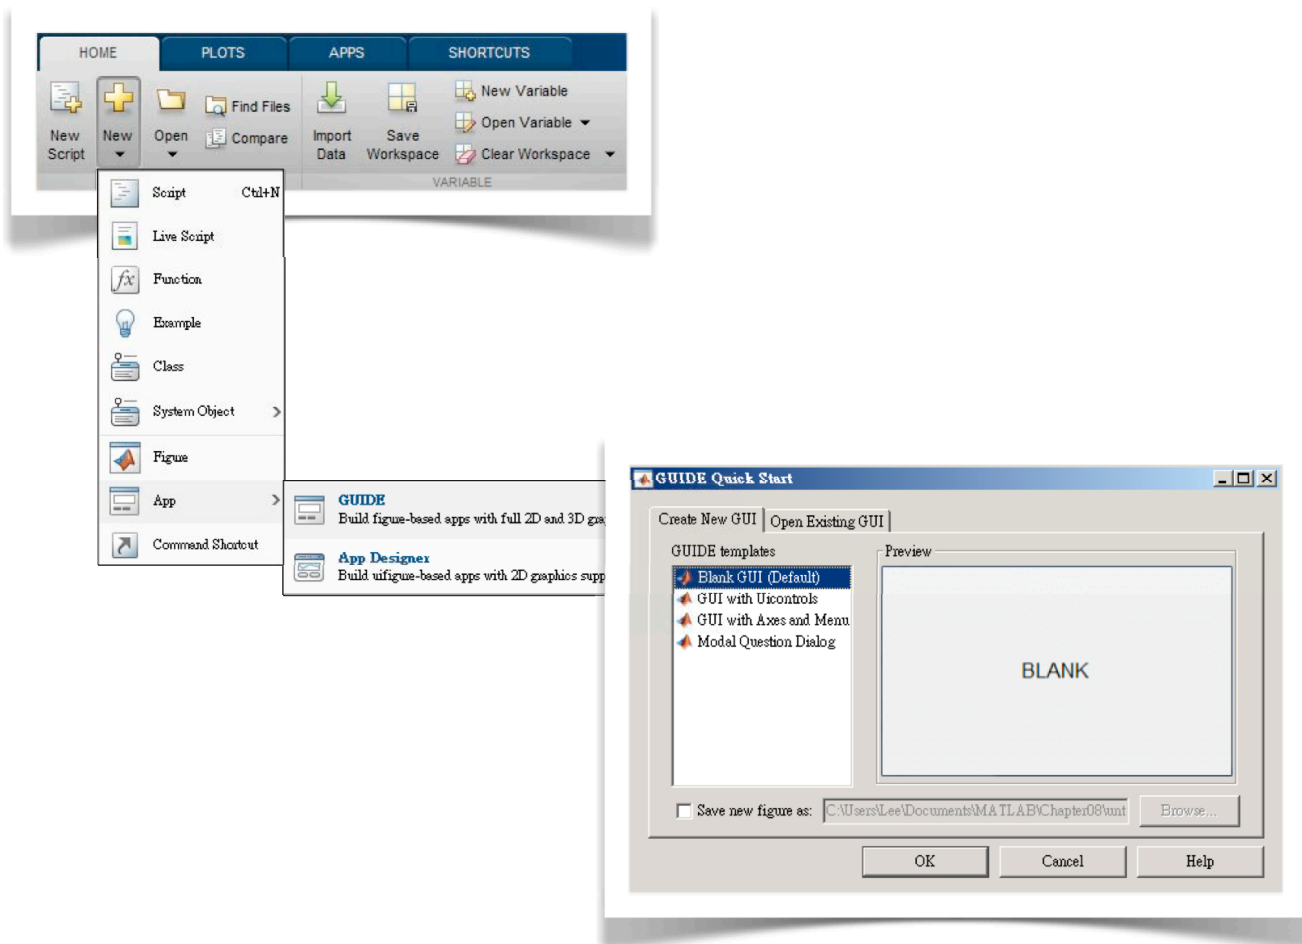 HOME PLOTS APPS SHORTCUTS
New Script
New
Open
Find Files
Compare
Import Data
Save Workspace
New Variable
Open Variable
Clear Workspace
VARIABLE
Script Ctrl+N
Live Script
Function
Example
Class
System Object
Figure
App
Command Shortcut
GUIDE
Build figure-based apps with full 2D and 3D gra
App Designer
Build uifigure-based apps with 2D graphics supp
GUIDE Quick Start
Create New GUI Open Existing GUI
GUIDE templates
Blank GUI (Default)
GUI with Uicontrols
GUI with Axes and Menu
Modal Question Dialog
Preview
BLANK
Save new figure as: C:\Users\Lee\Documents\MATLAB\Chapter08\unt Browse...
OK Cancel Help